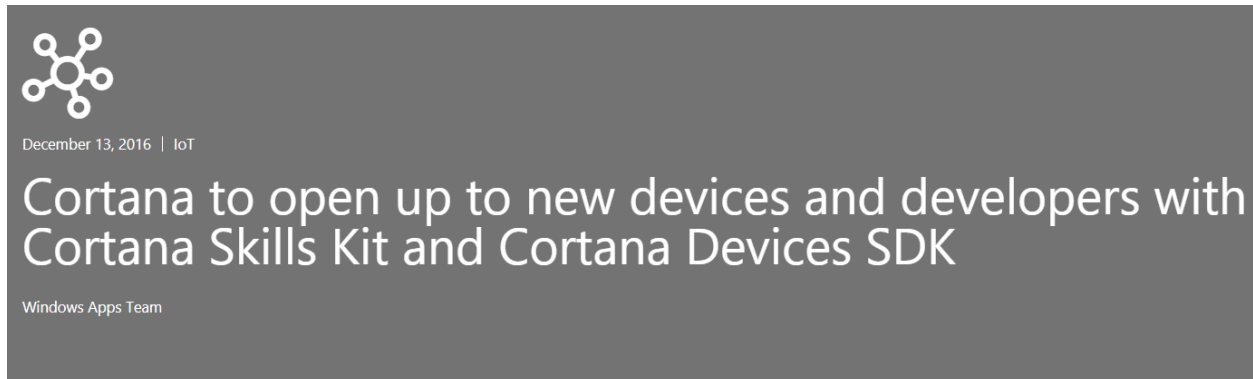 December 13, 2016 | IoT
Cortana to open up to new devices and developers with
Cortana Skills Kit and Cortana Devices SDK
Windows Apps Team